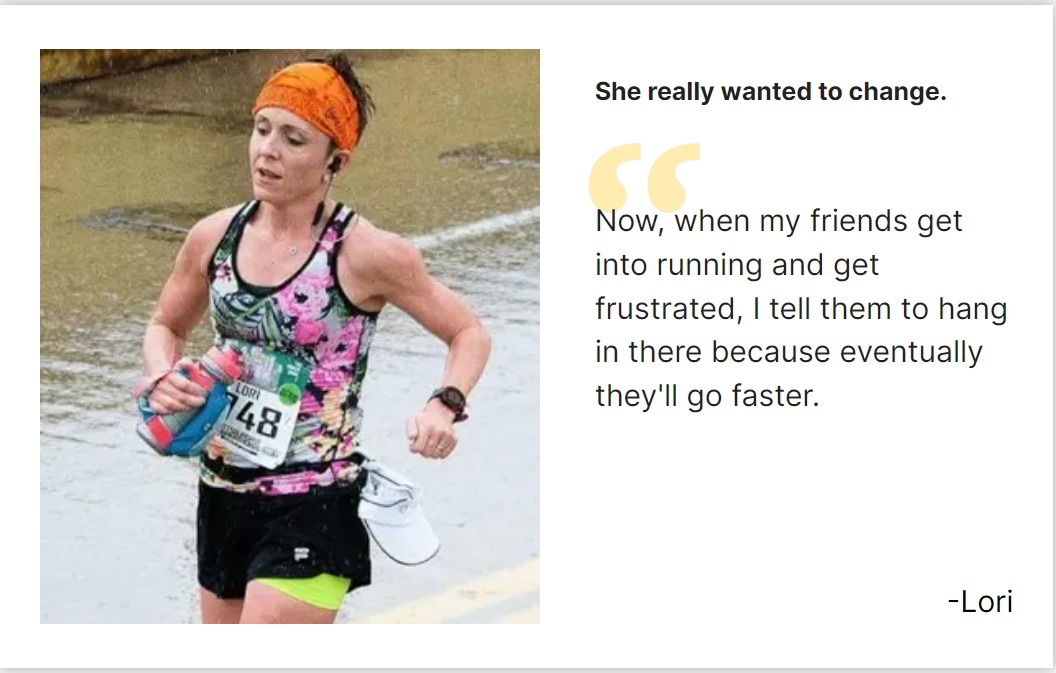 She really wanted to change.
“
Now, when my friends get
into running and get
frustrated, I tell them to hang
in there because eventually
they'll go faster.
-Lori
LORI
748